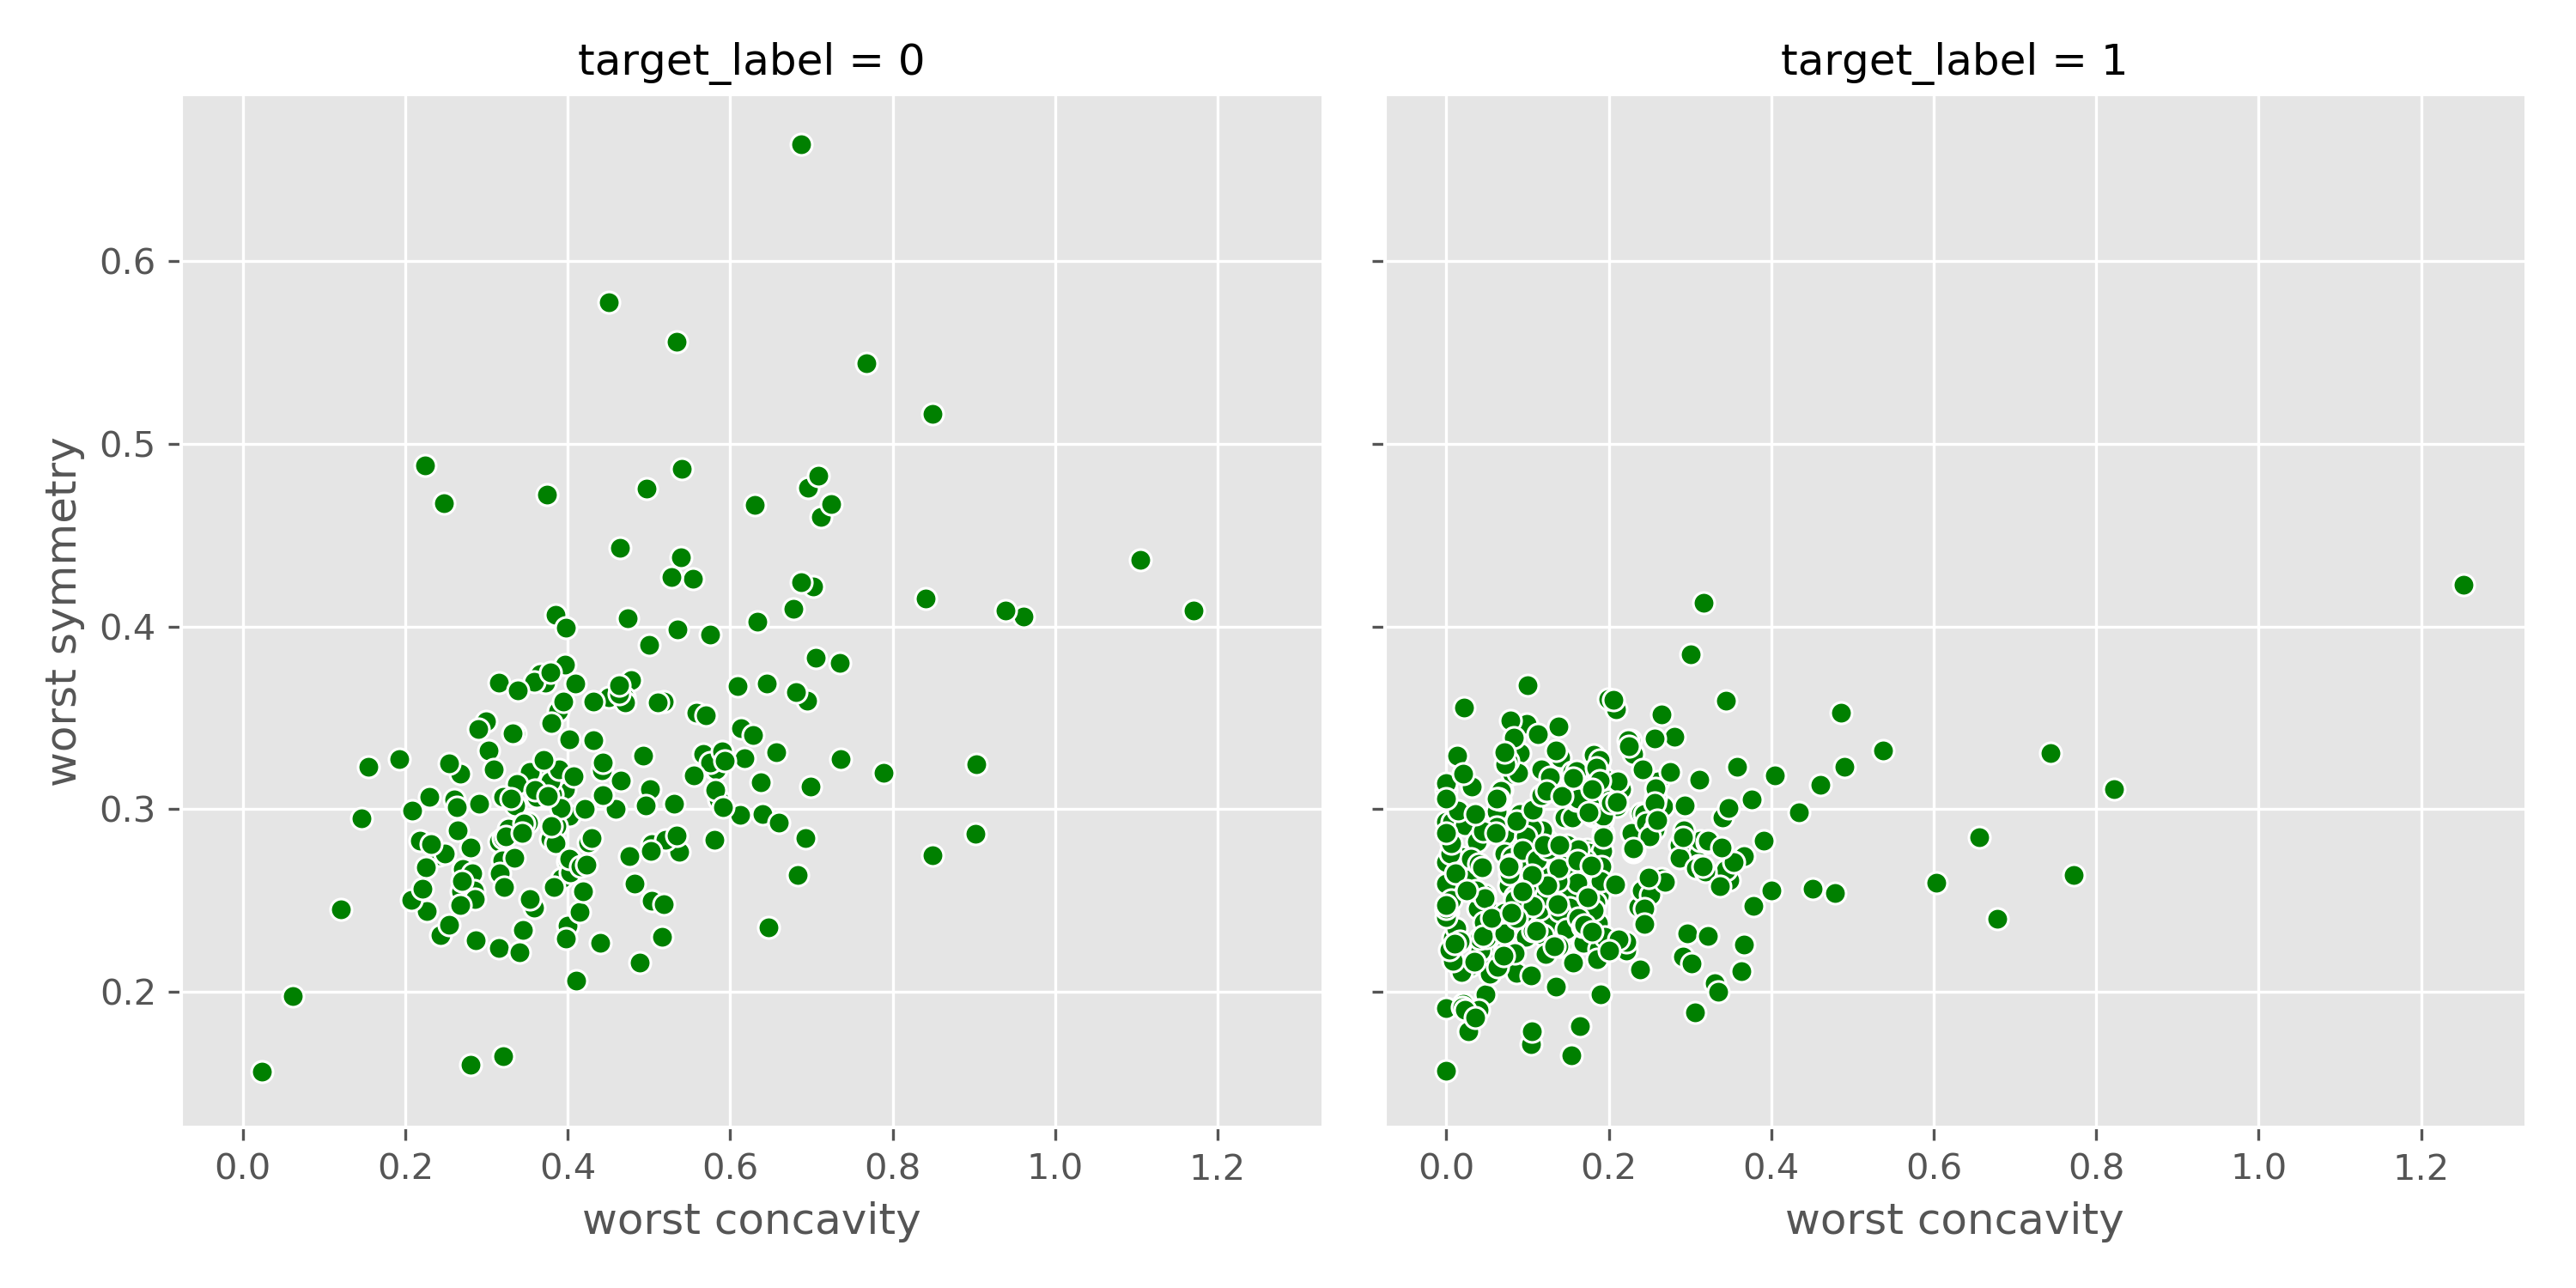 target_label = 0
target_label = 1
worst symmetry
0.6
0.5
0.4
0.3
0.2
0.0 0.2 0.4 0.6 0.8 1.0 1.2
0.0 0.2 0.4 0.6 0.8 1.0 1.2
worst concavity
worst concavity